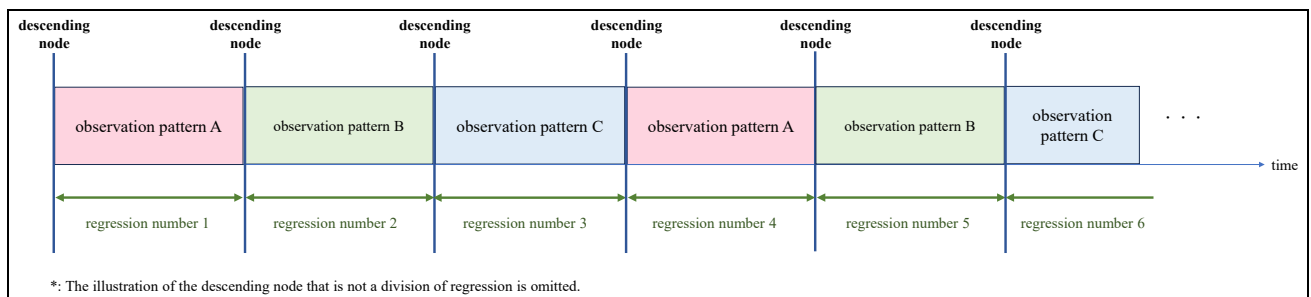 descending node
descending node
descending node
descending node
descending node
descending node
observation pattern A
observation pattern B
observation pattern C
observation pattern A
observation pattern B
observation
pattern C
. . .
time
regression number 1
regression number 2
regression number 3
regression number 4
regression number 5
regression number 6
*: The illustration of the descending node that is not a division of regression is omitted.